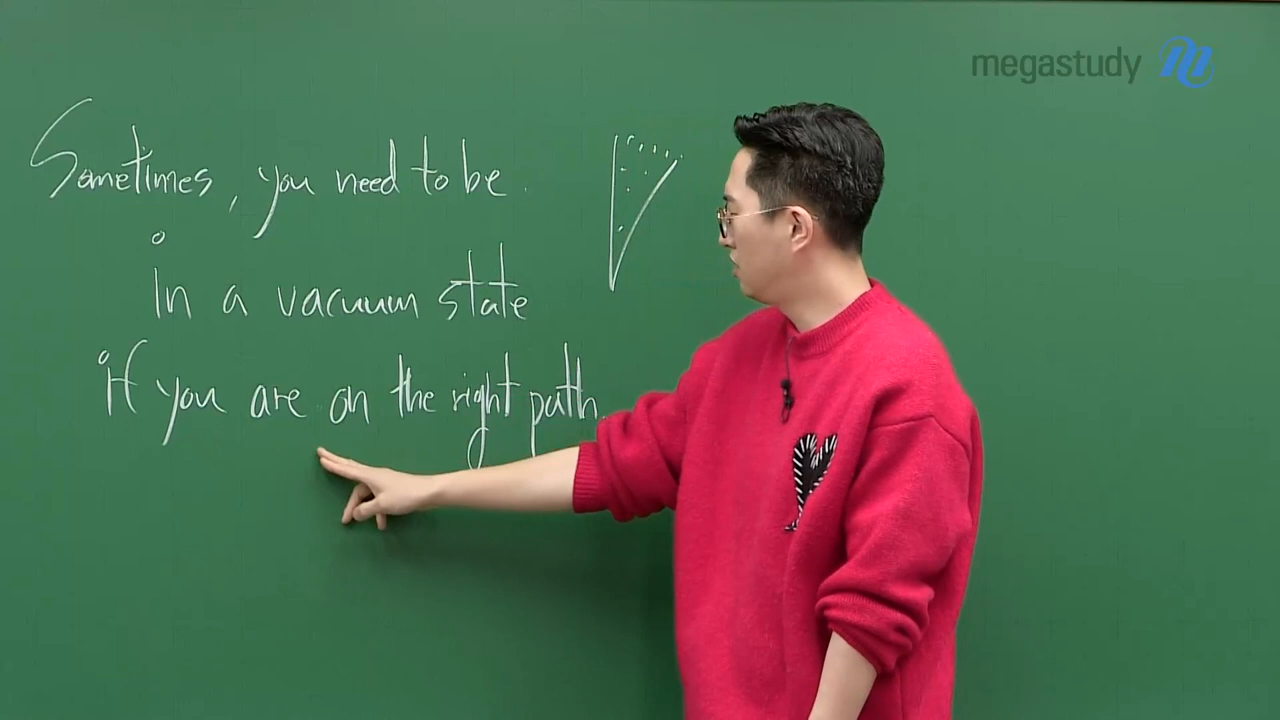 megastudy
Sometimes, you need to be.
in a vacuum state
if you are on the right path.